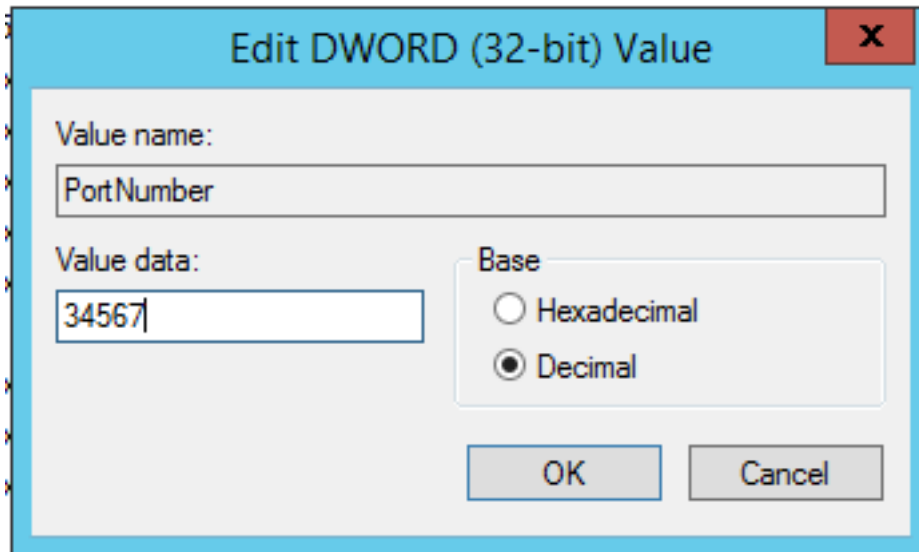 Edit DWORD (32-bit) Value
Value name:
PortNumber
Value data:
34567
Base
Hexadecimal
Decimal
OK
Cancel